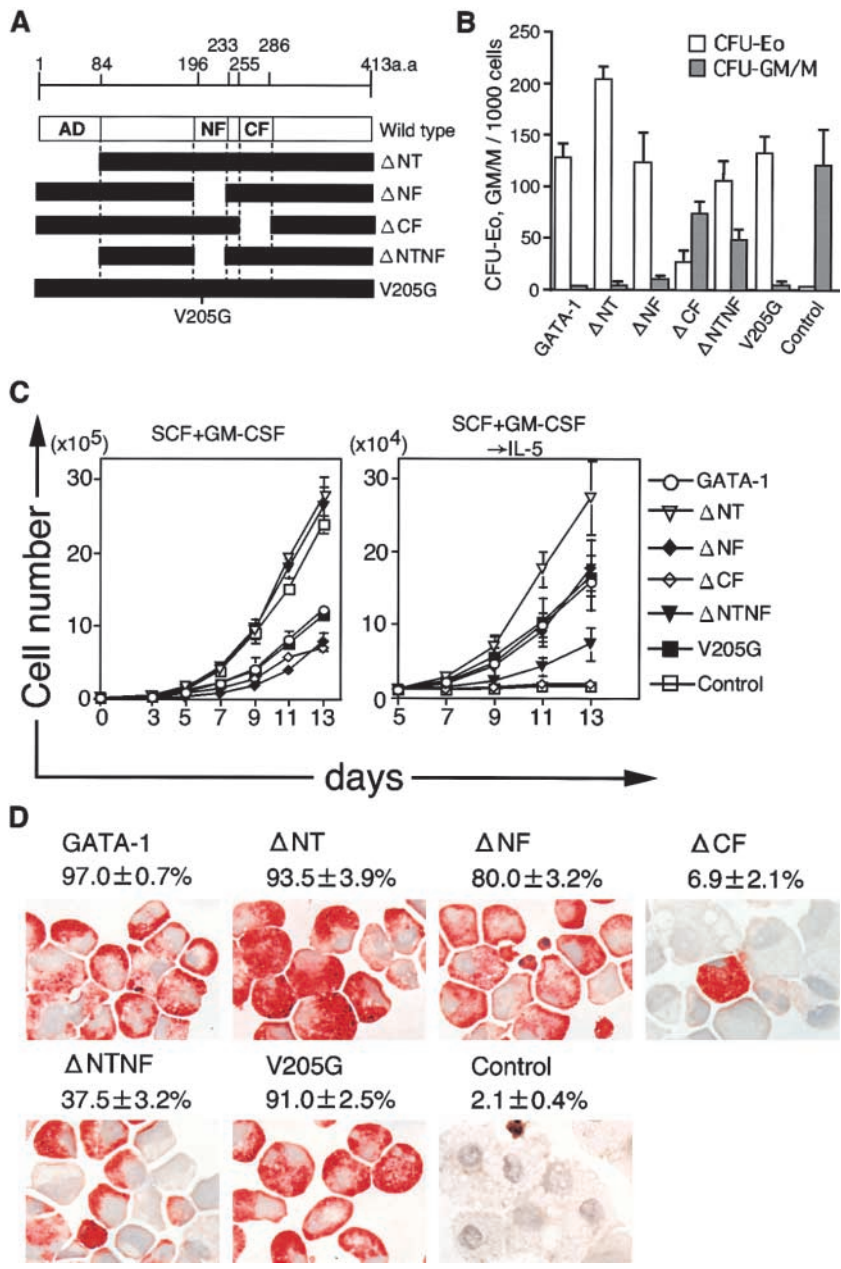 A
1 84 196 233 255 286 413a.a
AD NF CF Wild type
ΔNT
ΔNF
ΔCF
ΔNTNF
V205G
V205G
B
CFU-Eo, GM/M / 1000 cells
200
150
100
50
0
CFU-Eo
CFU-GM/M
GATA-1 ΔNT ΔNF ΔCF ΔNTNF V205G Control
C
Cell number
(x10⁵) SCF+GM-CSF
30
20
10
0
0 3 5 7 9 11 13
(x10⁴) SCF+GM-CSF
→IL-5
30
20
10
0
5 7 9 11 13
days
GATA-1
ΔNT
ΔNF
ΔCF
ΔNTNF
V205G
Control
D
GATA-1 ΔNT ΔNF ΔCF
97.0±0.7% 93.5±3.9% 80.0±3.2% 6.9±2.1%
ΔNTNF V205G Control
37.5±3.2% 91.0±2.5% 2.1±0.4%